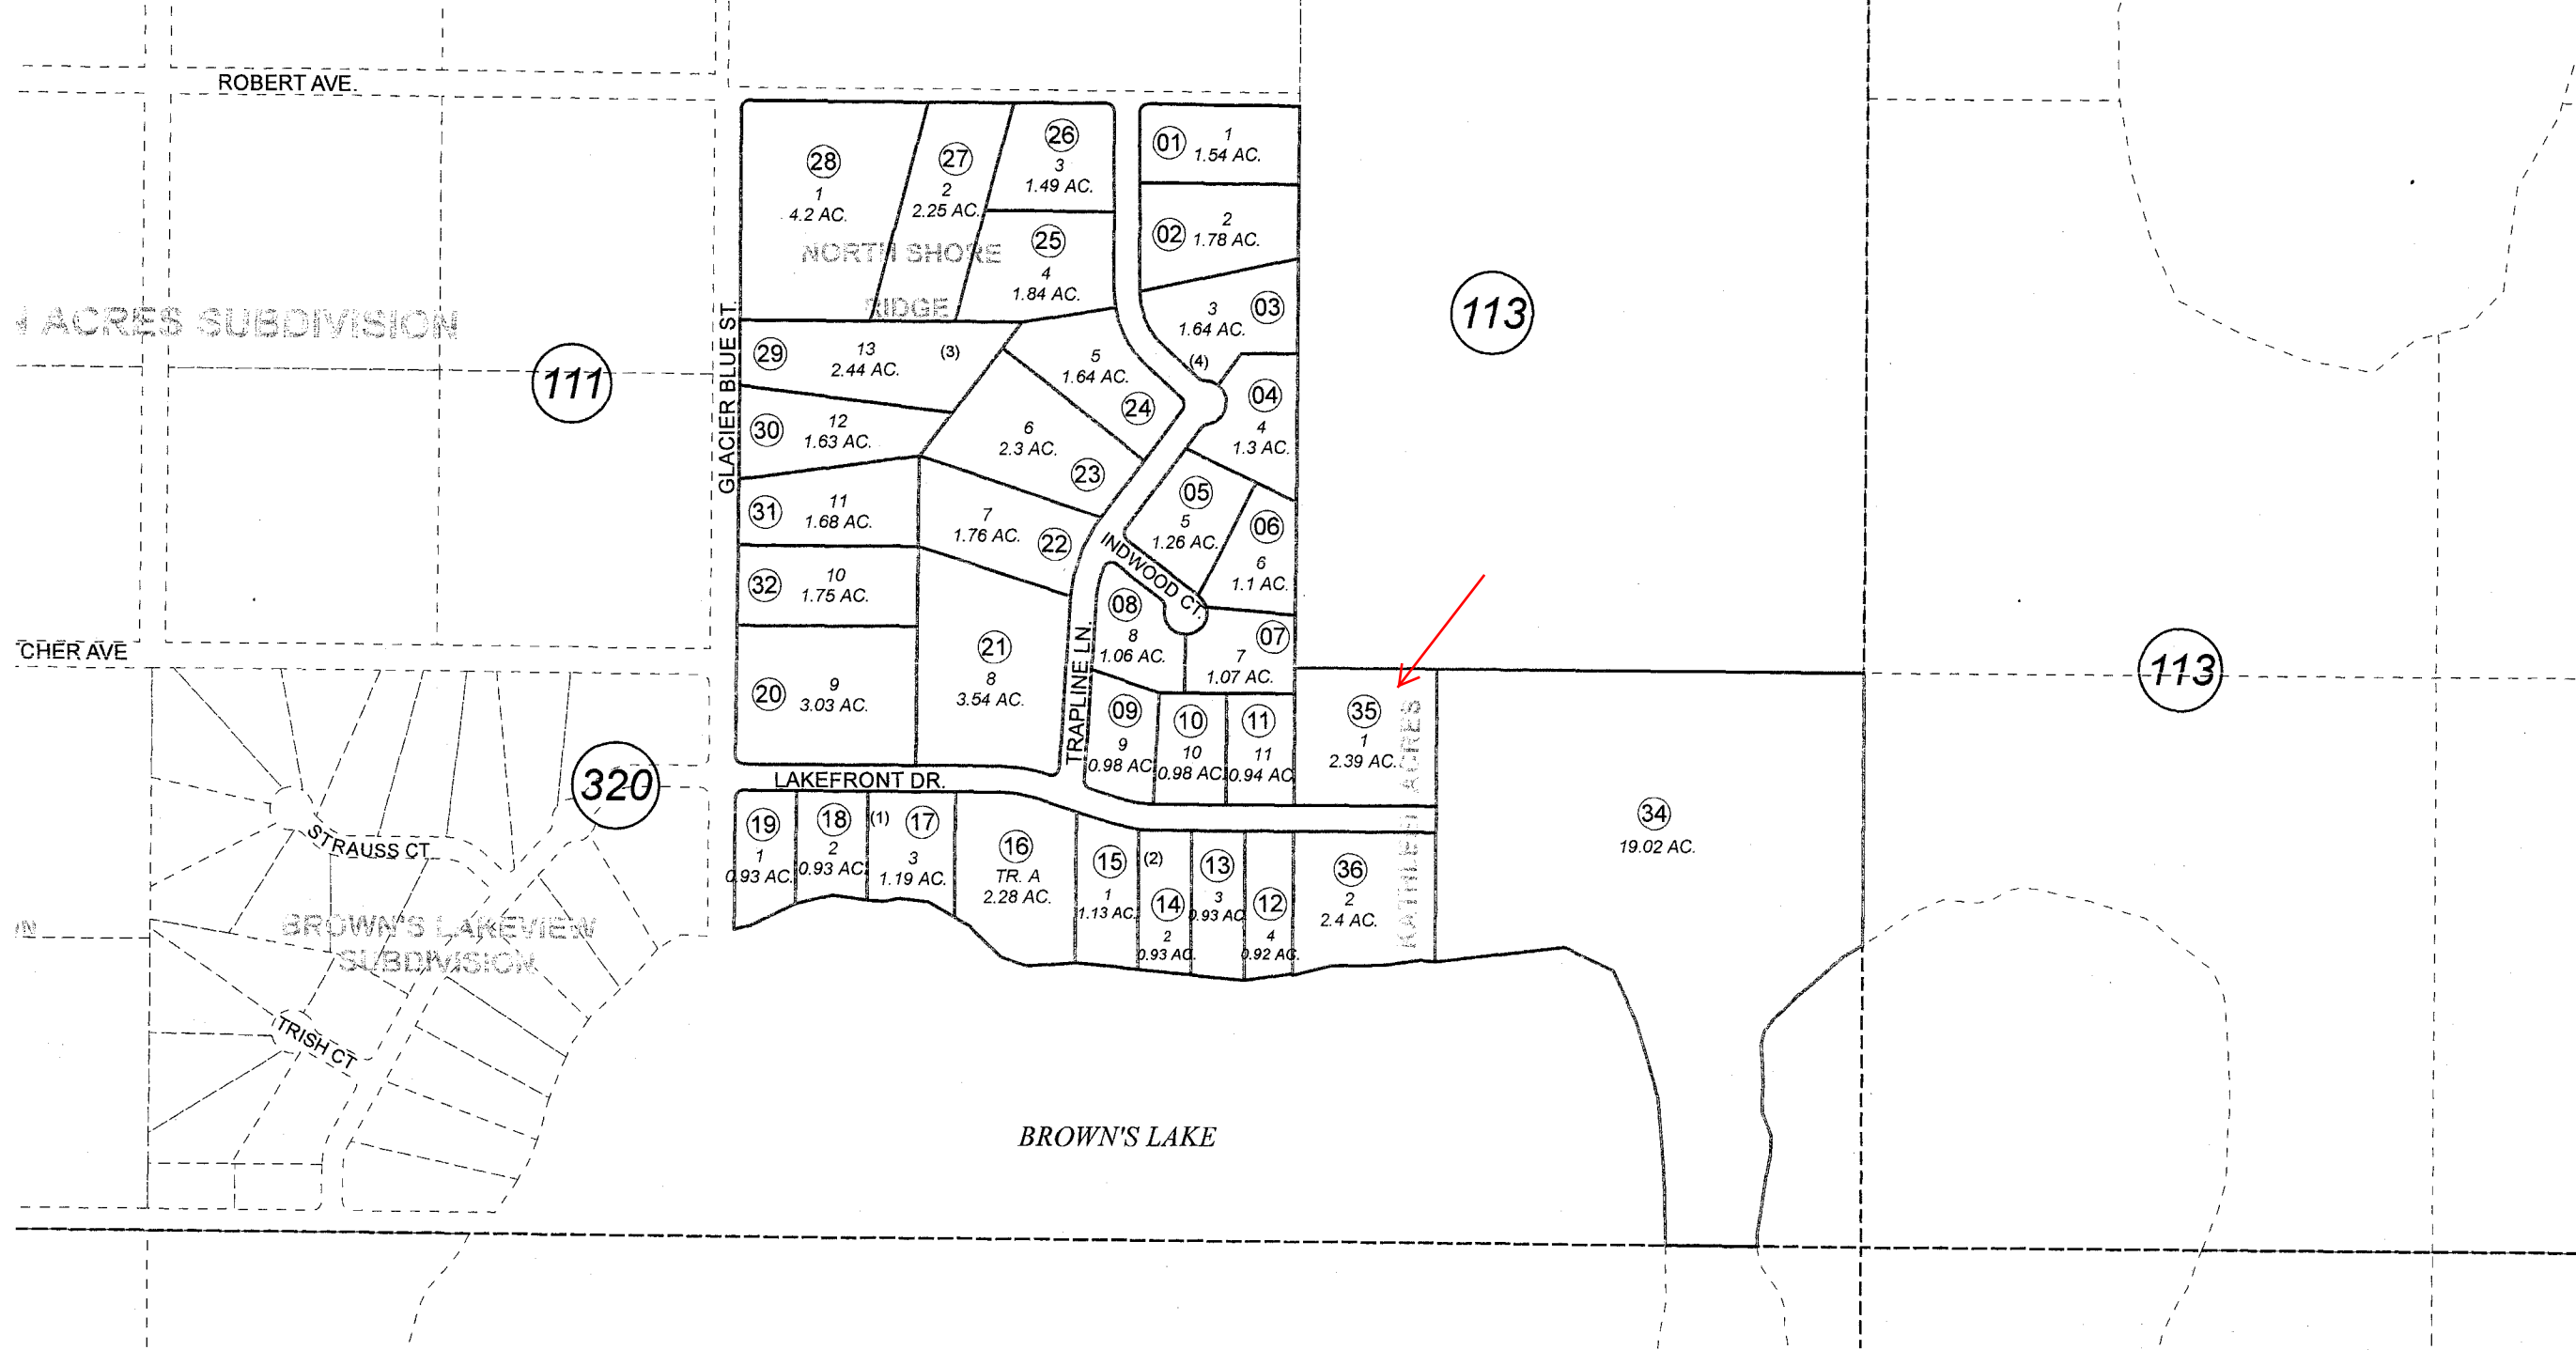 ROBERT AVE.
28
1
4.2 AC.
27
2
2.25 AC.
26
3
1.49 AC.
01
1
1.54 AC.
02
2
1.78 AC.
25
4
1.84 AC.
NORTH SHORE
RIDGE
03
3
1.64 AC.
113
ACRES SUBDIVISION
111
GLACIER BLUE ST.
29
13
2.44 AC.
(3)
5
1.64 AC.
24
(4)
04
4
1.3 AC.
30
12
1.63 AC.
6
2.3 AC.
23
31
11
1.68 AC.
7
1.76 AC.
22
05
5
1.26 AC.
06
6
1.1 AC.
INDWOOD CT.
32
10
1.75 AC.
08
8
1.06 AC.
07
7
1.07 AC.
CHER AVE
21
8
3.54 AC.
20
9
3.03 AC.
TRAPLINE LN.
09
9
0.98 AC
10
10
0.98 AC
11
11
0.94 AC
35
1
2.39 AC.
113
320
LAKEFRONT DR.
34
19.02 AC.
19
1
0.93 AC.
18
2
0.93 AC
(1)
17
3
1.19 AC.
16
TR. A
2.28 AC.
15
1
1.13 AC.
(2)
14
2
0.93 AC.
13
3
0.93 AC
12
4
0.92 AC.
36
2
2.4 AC.
ACRES
STRAUSS CT
BROWN'S LAKEVIEW
SUBDIVISION
TRISH CT
BROWN'S LAKE